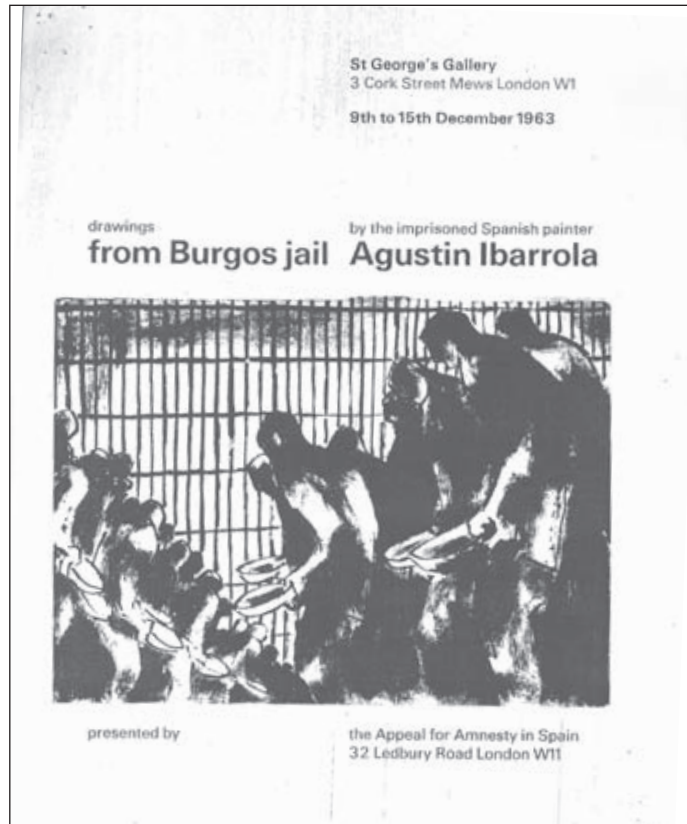 St George's Gallery
3 Cork Street Mews London W1
9th to 15th December 1963
drawings
from Burgos jail
by the imprisoned Spanish painter
Agustin Ibarrola
presented by
the Appeal for Amnesty in Spain
32 Ledbury Road London W11